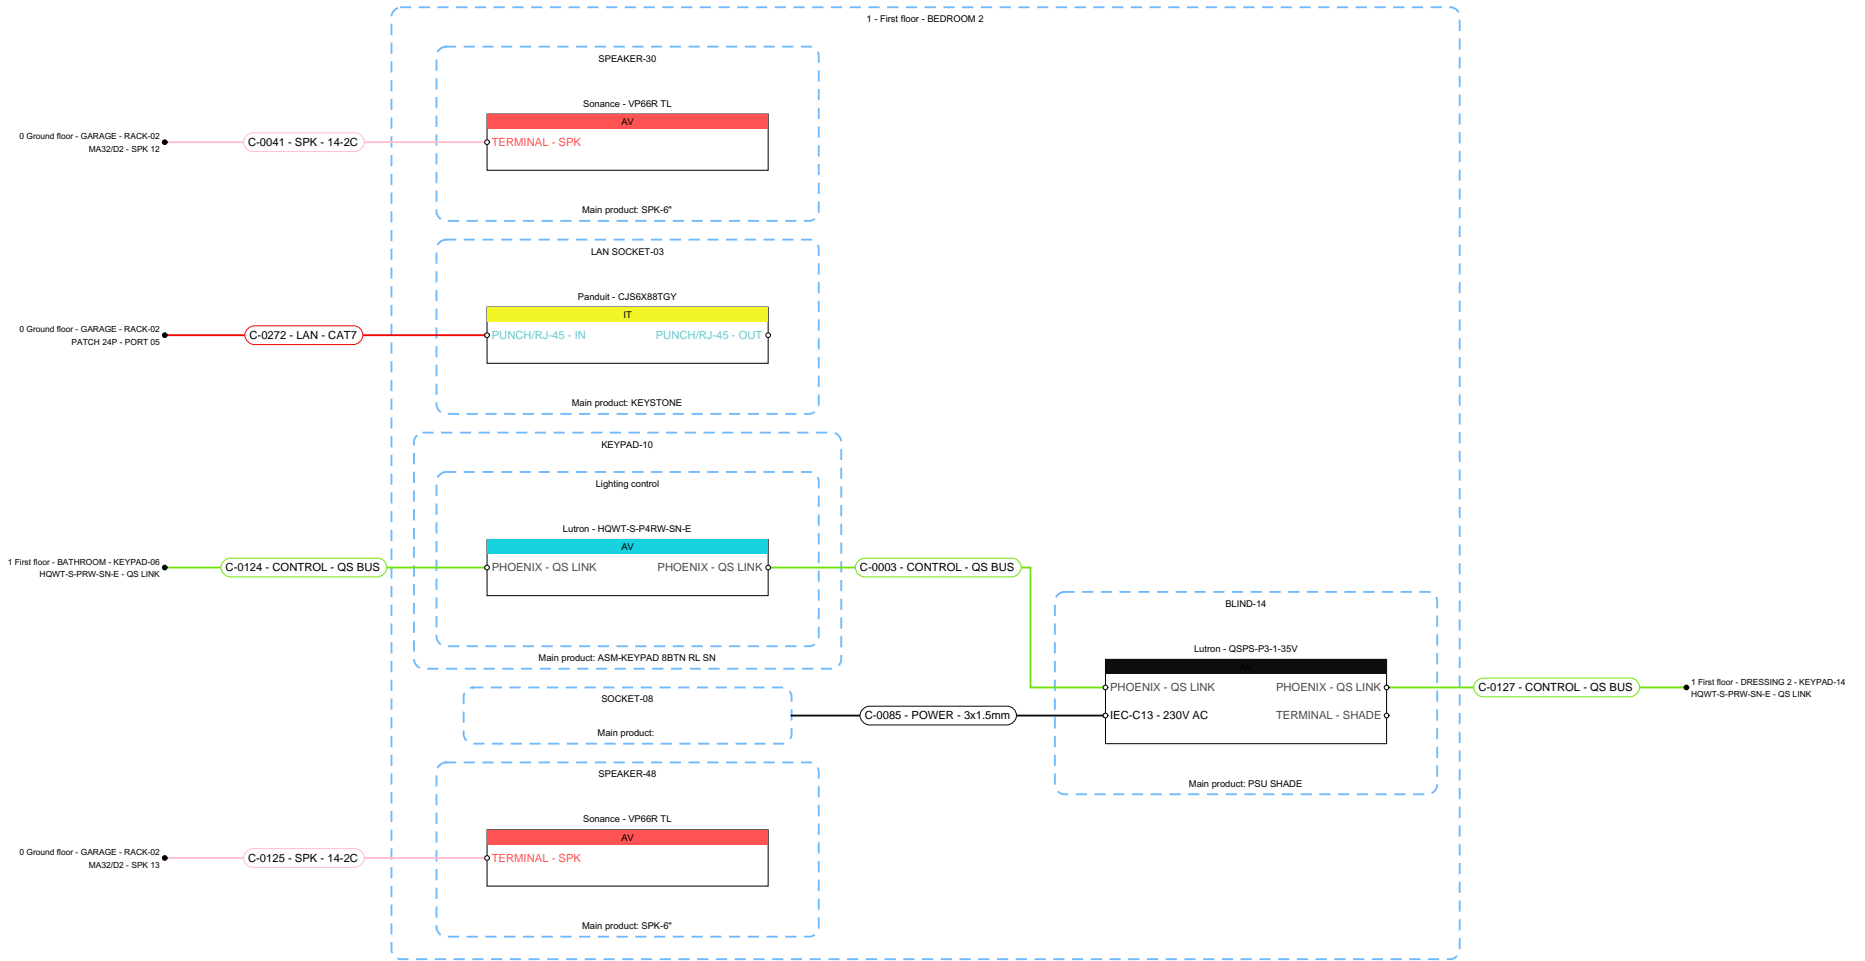 1 - First floor - BEDROOM 2
SPEAKER-30
Sonance - VP66R TL
AV
0 Ground floor - GARAGE - RACK-02
MA32/D2 - SPK 12
C-0041 - SPK - 14-2C
TERMINAL - SPK
Main product: SPK-6"
LAN SOCKET-03
Panduit - CJS6X88TGY
IT
0 Ground floor - GARAGE - RACK-02
PATCH 24P - PORT 05
C-0272 - LAN - CAT7
PUNCH/RJ-45 - IN
PUNCH/RJ-45 - OUT
Main product: KEYSTONE
KEYPAD-10
Lighting control
Lutron - HQWT-S-P4RW-SN-E
AV
1 First floor - BATHROOM - KEYPAD-06
HQWT-S-PRW-SN-E - QS LINK
C-0124 - CONTROL - QS BUS
PHOENIX - QS LINK
PHOENIX - QS LINK
C-0003 - CONTROL - QS BUS
Main product: ASM-KEYPAD 8BTN RL SN
BLIND-14
Lutron - QSPS-P3-1-35V
AV
PHOENIX - QS LINK
PHOENIX - QS LINK
C-0127 - CONTROL - QS BUS
1 First floor - DRESSING 2 - KEYPAD-14
HQWT-S-PRW-SN-E - QS LINK
SOCKET-08
Main product:
C-0085 - POWER - 3x1.5mm
IEC-C13 - 230V AC
TERMINAL - SHADE
Main product: PSU SHADE
SPEAKER-48
Sonance - VP66R TL
AV
0 Ground floor - GARAGE - RACK-02
MA32/D2 - SPK 13
C-0125 - SPK - 14-2C
TERMINAL - SPK
Main product: SPK-6"